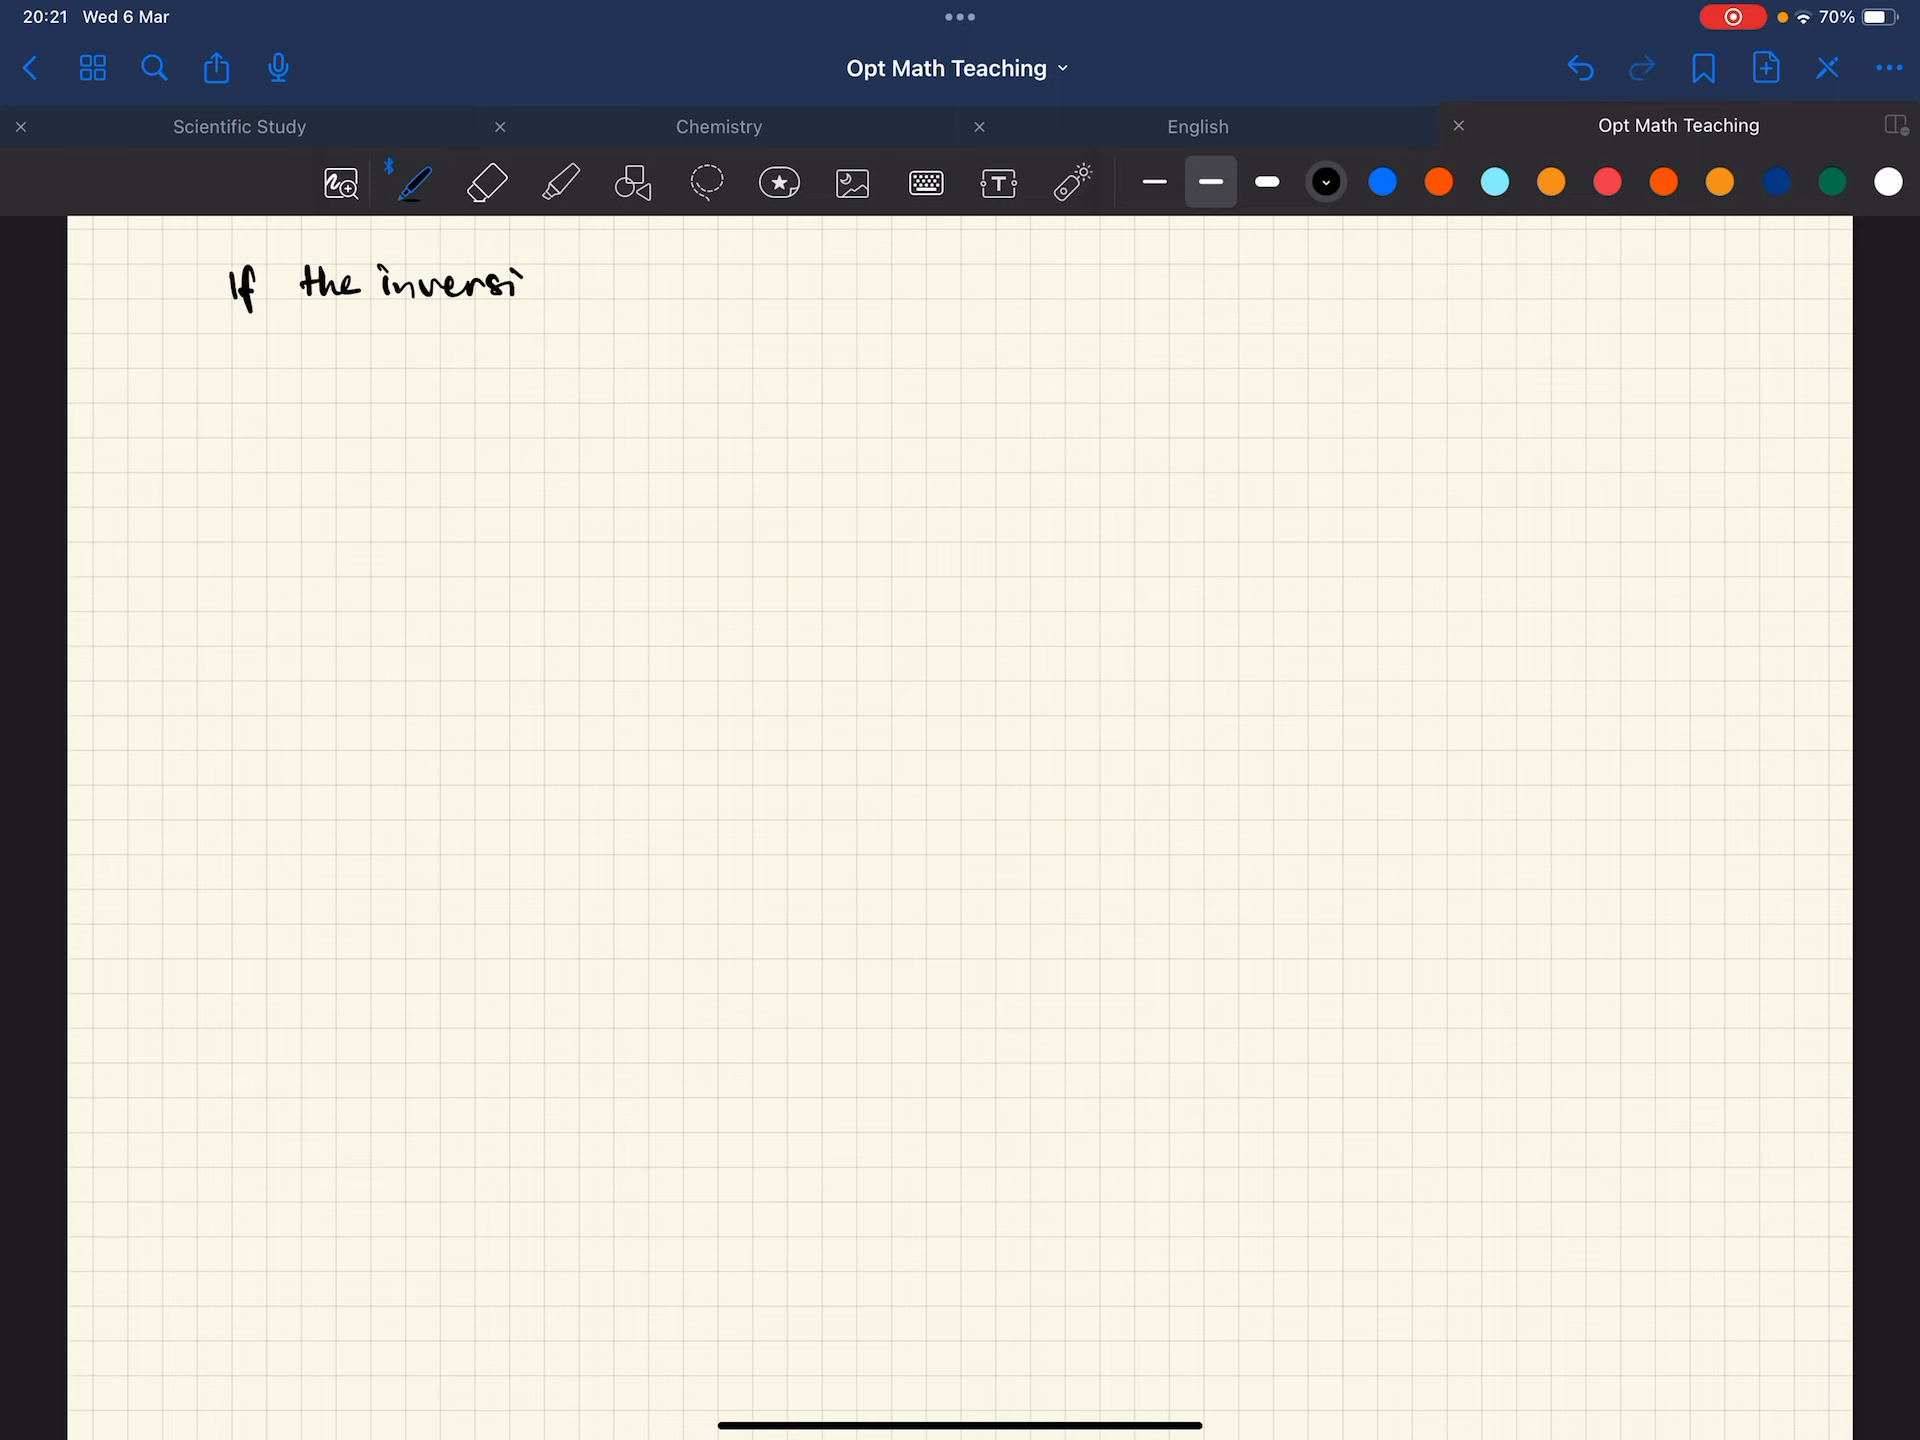 20:21 Wed 6 Mar 70%
Opt Math Teaching
Scientific Study Chemistry English Opt Math Teaching
If the inversi